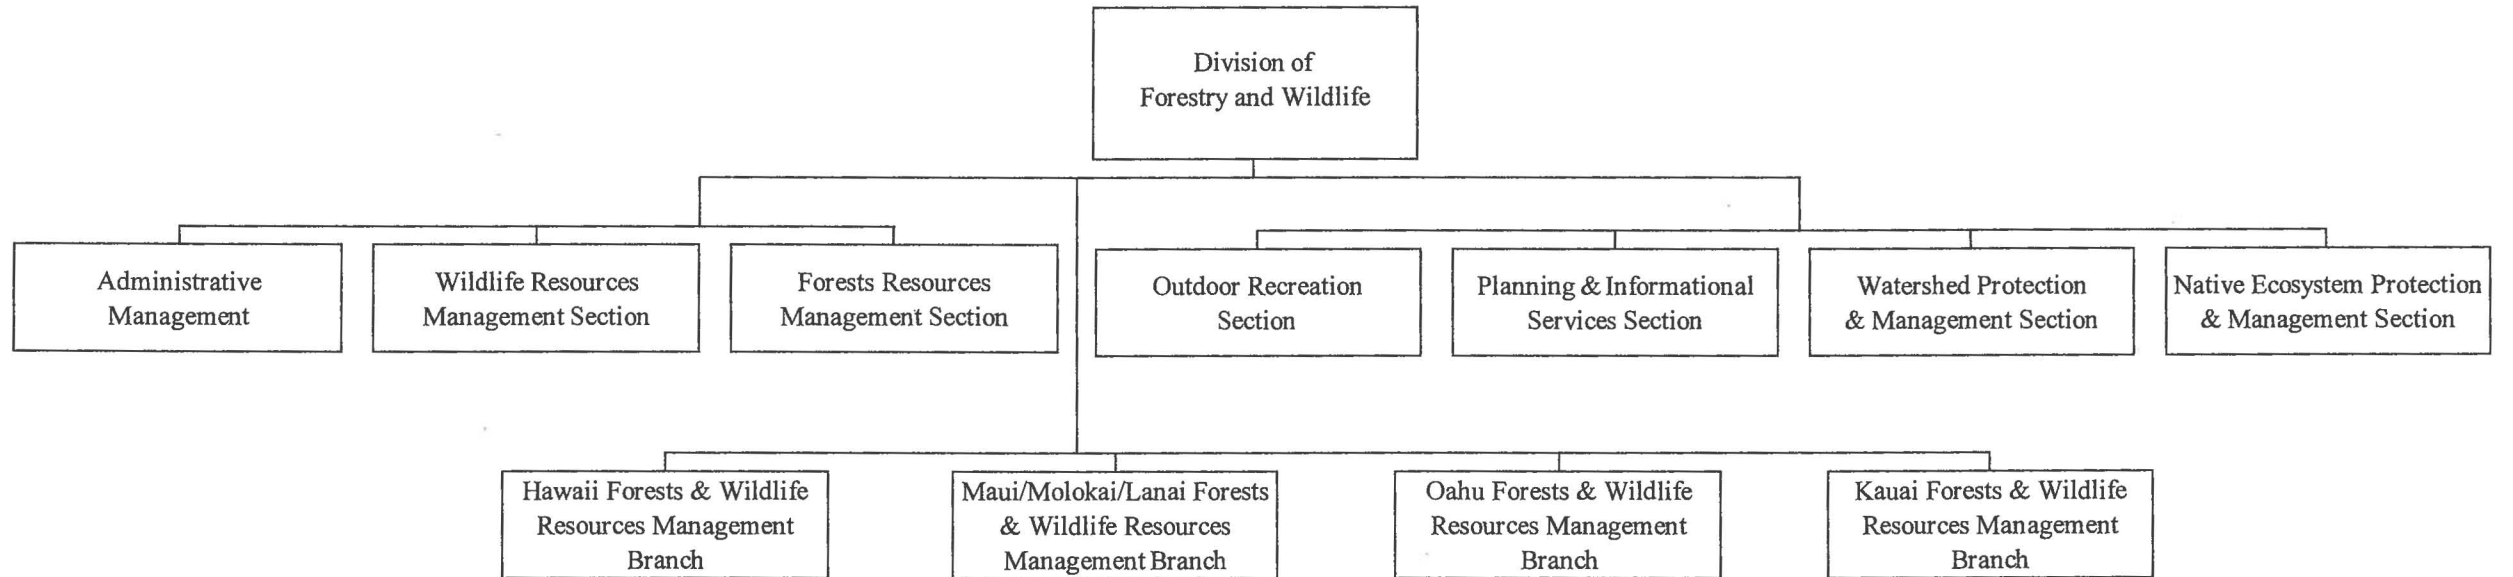 Division of
Forestry and Wildlife
Administrative
Management
Wildlife Resources
Management Section
Forests Resources
Management Section
Outdoor Recreation
Section
Planning & Informational
Services Section
Watershed Protection
& Management Section
Native Ecosystem Protection
& Management Section
Hawaii Forests & Wildlife
Resources Management
Branch
Maui/Molokai/Lanai Forests
& Wildlife Resources
Management Branch
Oahu Forests & Wildlife
Resources Management
Branch
Kauai Forests & Wildlife
Resources Management
Branch